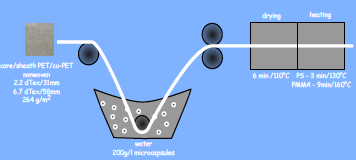 drying
heating
core/sheath PET/co-PET
nonwoven
2.2 dTex/31mm
6.7 dTex/58mm
264 g/m²
6 min /110°C
PS - 3 min/130°C
PMMA - 9min/160°C
water
200g/l microcapsules